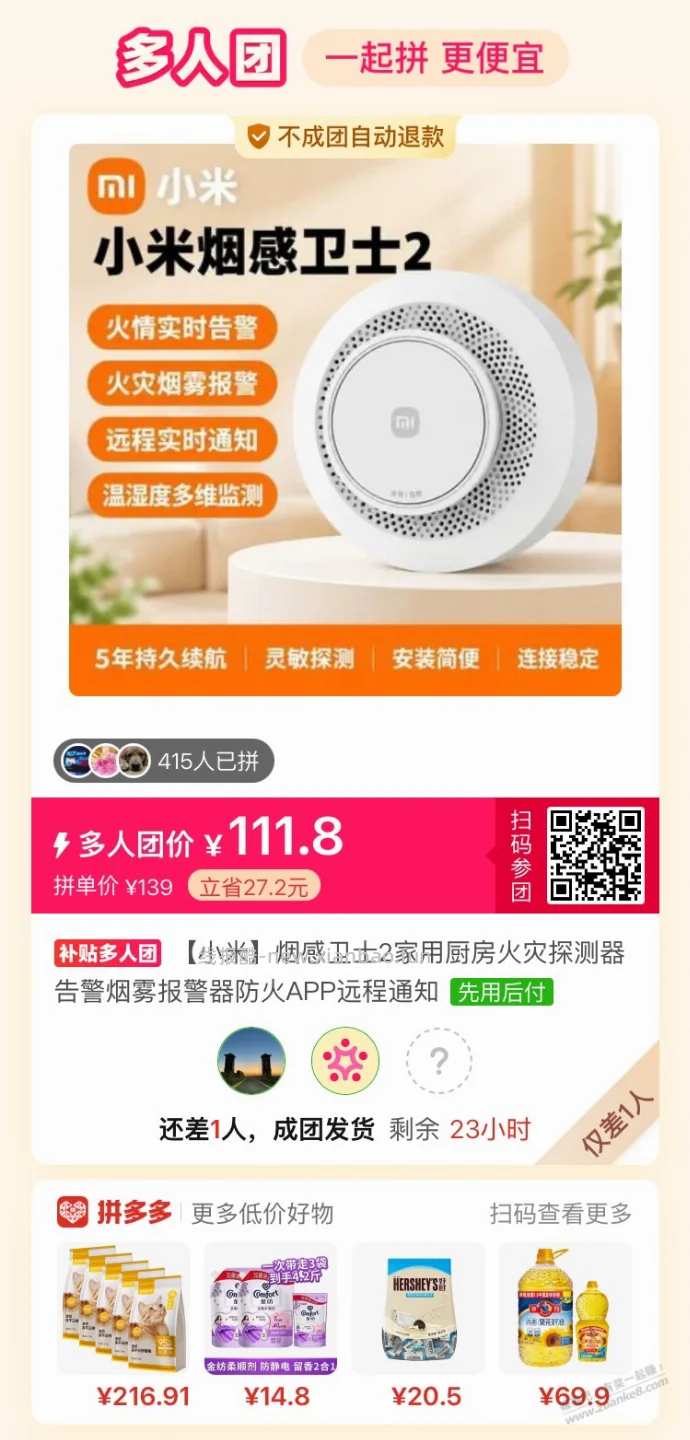 多人团 一起拼 更便宜
不成团自动退款
小米
小米烟感卫士2
火情实时告警
火灾烟雾报警
远程实时通知
温湿度多维监测
5年持久续航 | 灵敏探测 | 安装简便 | 连接稳定
415人已拼
多人团价 ¥111.8
拼单价 ¥139 立省27.2元
扫码参团
补贴多人团 【小米】烟感卫士2家用厨房火灾探测器
告警烟雾报警器防火APP远程通知 先用后付
?
还差1人，成团发货 剩余 23小时
仅差1人
拼多多 | 更多低价好物 扫码查看更多
一次带走3袋
到手4.2斤
Comfort
金纺柔顺剂 防静电 留香2合1
HERSHEY'S
¥216.91 ¥14.8 ¥20.5 ¥69.9
www.zuanke8.com